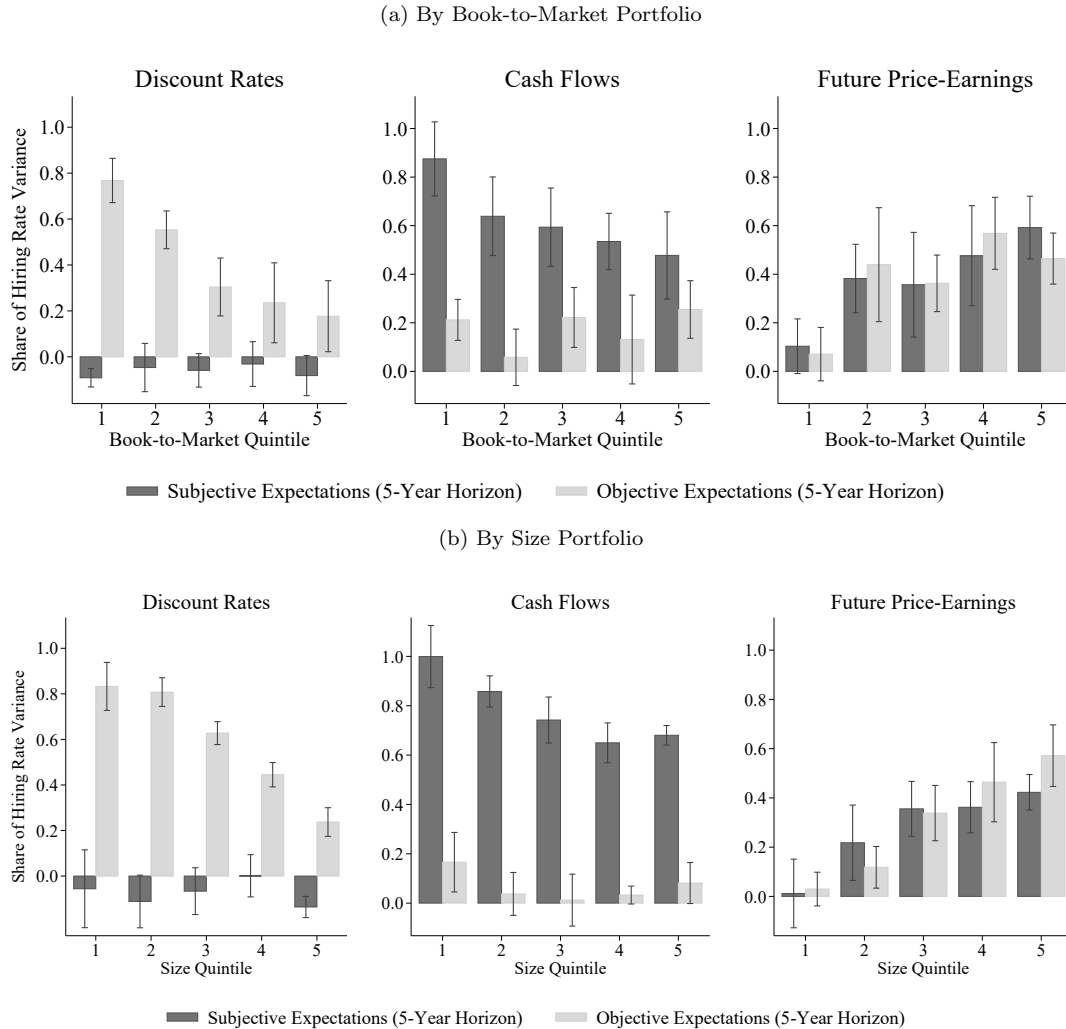 (a) By Book-to-Market Portfolio
Discount Rates
Cash Flows
Future Price-Earnings
Share of Hiring Rate Variance
1.0
0.8
0.6
0.4
0.2
0.0
1 2 3 4 5
Book-to-Market Quintile
1.0
0.8
0.6
0.4
0.2
0.0
1 2 3 4 5
Book-to-Market Quintile
1.0
0.8
0.6
0.4
0.2
0.0
1 2 3 4 5
Book-to-Market Quintile
Subjective Expectations (5-Year Horizon) Objective Expectations (5-Year Horizon)
(b) By Size Portfolio
Discount Rates
Cash Flows
Future Price-Earnings
Share of Hiring Rate Variance
1.0
0.8
0.6
0.4
0.2
0.0
1 2 3 4 5
Size Quintile
1.0
0.8
0.6
0.4
0.2
0.0
1 2 3 4 5
Size Quintile
1.0
0.8
0.6
0.4
0.2
0.0
1 2 3 4 5
Size Quintile
Subjective Expectations (5-Year Horizon) Objective Expectations (5-Year Horizon)